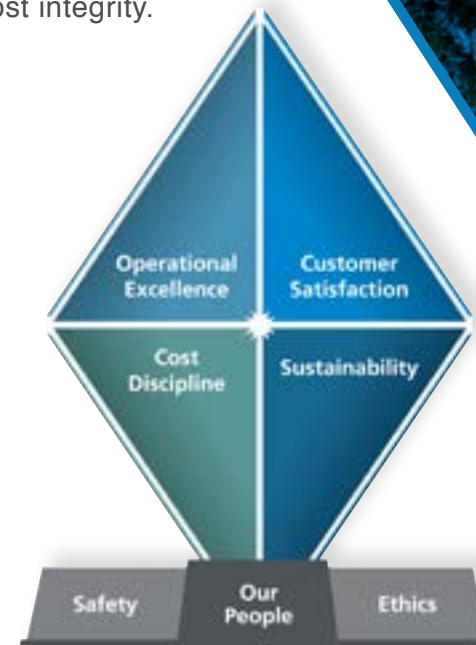 ost integrity.
Operational
Excellence
Customer
Satisfaction
Cost
Discipline
Sustainability
Safety
Our
People
Ethics